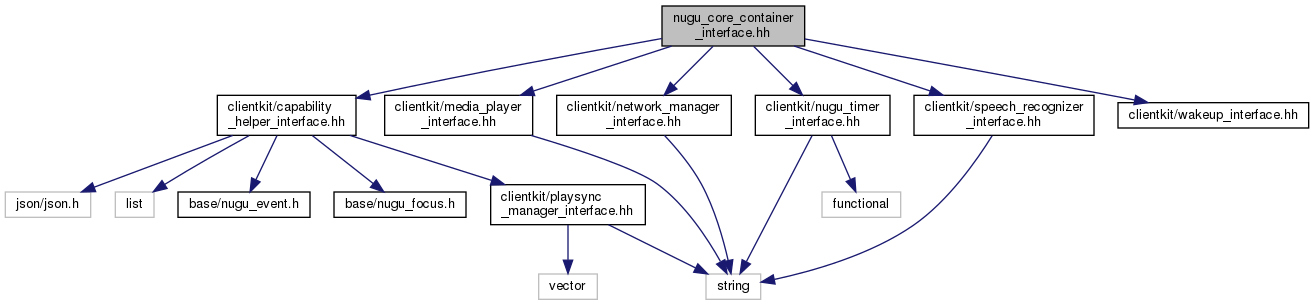 nugu_core_container
_interface.hh
clientkit/capability
_helper_interface.hh
clientkit/media_player
_interface.hh
clientkit/network_manager
_interface.hh
clientkit/nugu_timer
_interface.hh
clientkit/speech_recognizer
_interface.hh
clientkit/wakeup_interface.hh
json/json.h
list
base/nugu_event.h
base/nugu_focus.h
clientkit/playsync
_manager_interface.hh
functional
vector
string